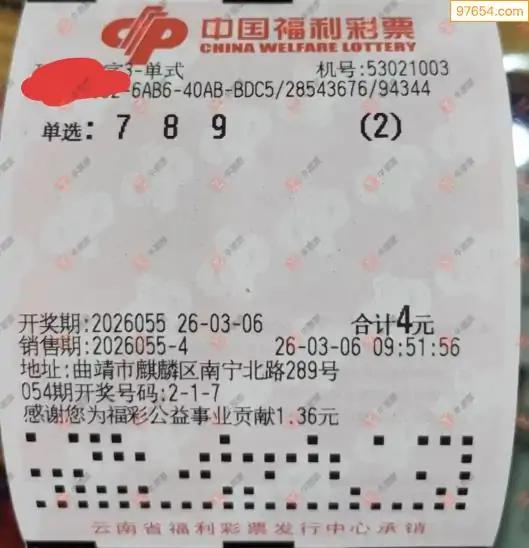 97654.com
中国福利彩票
CHINA WELFARE LOTTERY
3-单式 机号:53021003
-6AB6-40AB-BDC5/28543676/94344
单选: 7 8 9 (2)
开奖期:2026055 26-03-06 合计4元
销售期:2026055-4 26-03-06 09:51:56
地址:曲靖市麒麟区南宁北路289号
054期开奖号码:2-1-7
感谢您为福彩公益事业贡献1.36元
云南省福利彩票发行中心承销